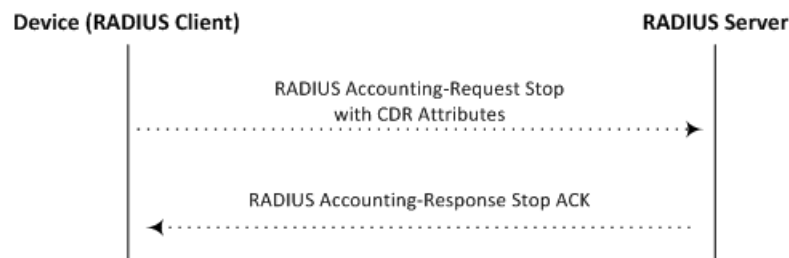 Device (RADIUS Client)
RADIUS Server
RADIUS Accounting-Request Stop
with CDR Attributes
RADIUS Accounting-Response Stop ACK